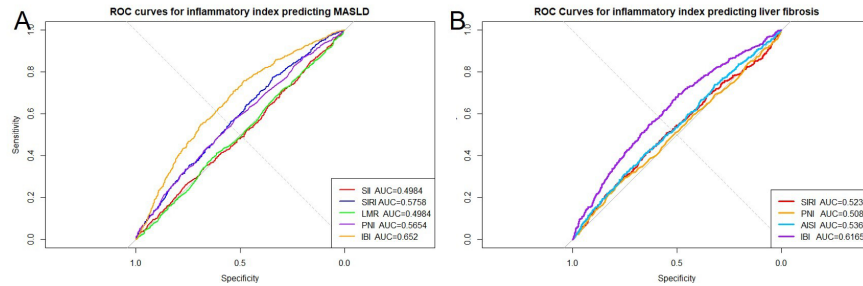 A
ROC curves for inflammatory index predicting MASLD
Sensitivity
0.0
0.2
0.4
0.6
0.8
1.0
1.0
0.5
0.0
Specificity
SII AUC=0.4984
SIRI AUC=0.5758
LMR AUC=0.4984
PNI AUC=0.5654
IBI AUC=0.652
B
ROC Curves for inflammatory index predicting liver fibrosis
0.0
0.2
0.4
0.6
0.8
1.0
1.0
0.5
0.0
Specificity
SIRI AUC=0.523
PNI AUC=0.508
AISI AUC=0.536
IBI AUC=0.6165